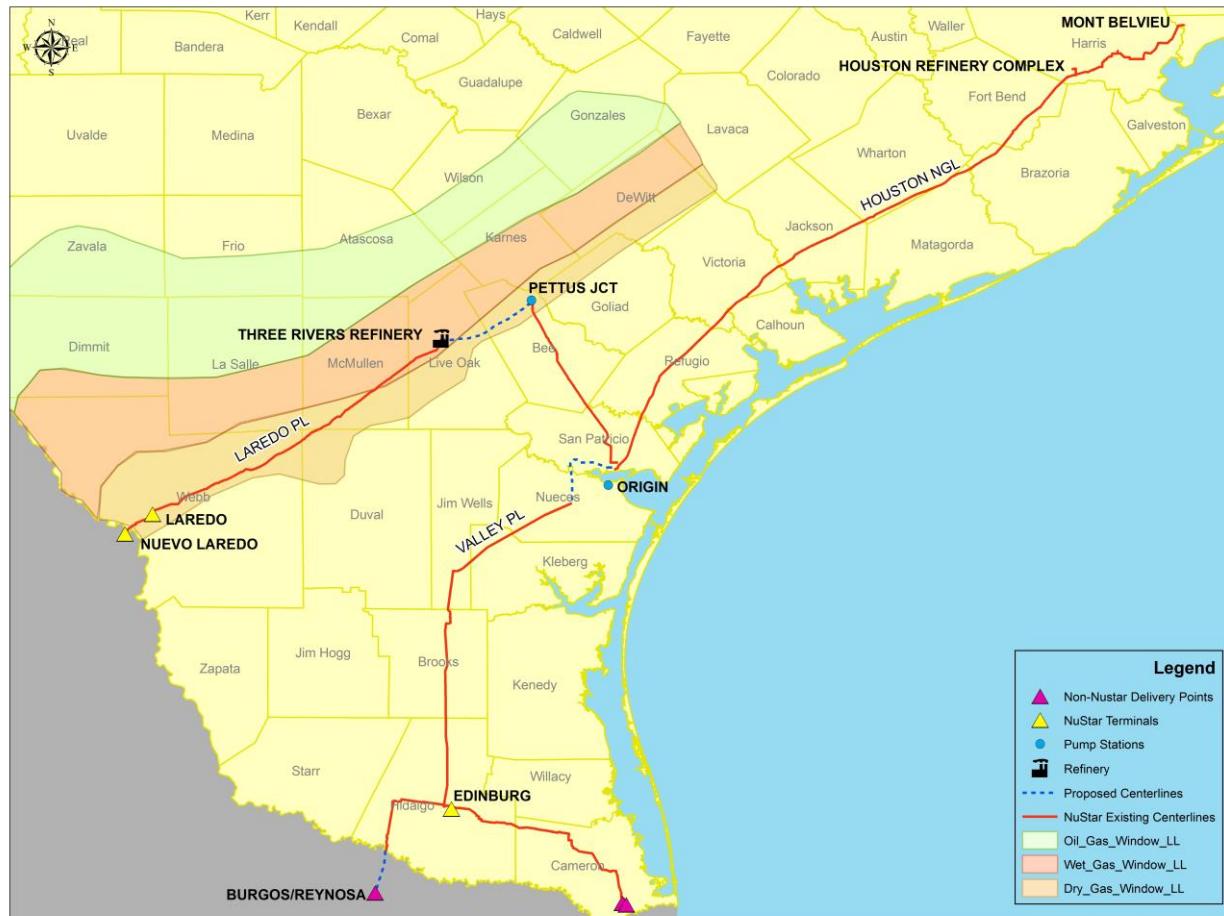 N
W E
S
Real
Bandera
Kerr
Kendall
Comal
Hays
Caldwell
Fayette
Austin
Waller
Harris
MONT BELVIEU
HOUSTON REFINERY COMPLEX
Fort Bend
Galveston
Colorado
Guadalupe
Gonzales
Lavaca
Bexar
Uvalde
Medina
Wilson
Wharton
Brazoria
HOUSTON NGL
DeWitt
Jackson
Matagorda
Zavala
Frio
Atascosa
Karnes
Victoria
PETTUS JCT
Goliad
Calhoun
THREE RIVERS REFINERY
Dimmit
La Salle
McMullen
Live Oak
Bee
Refugio
LAREDO PL
San Patricio
ORIGIN
Webb
Duval
Jim Wells
Nueces
LAREDO
NUEVO LAREDO
VALLEY PL
Kleberg
Zapata
Jim Hogg
Brooks
Kenedy
Starr
Hidalgo
EDINBURG
Willacy
Cameron
BURGOS/REYNOSA
Legend
Non-Nustar Delivery Points
NuStar Terminals
Pump Stations
Refinery
Proposed Centerlines
NuStar Existing Centerlines
Oil_Gas_Window_LL
Wet_Gas_Window_LL
Dry_Gas_Window_LL